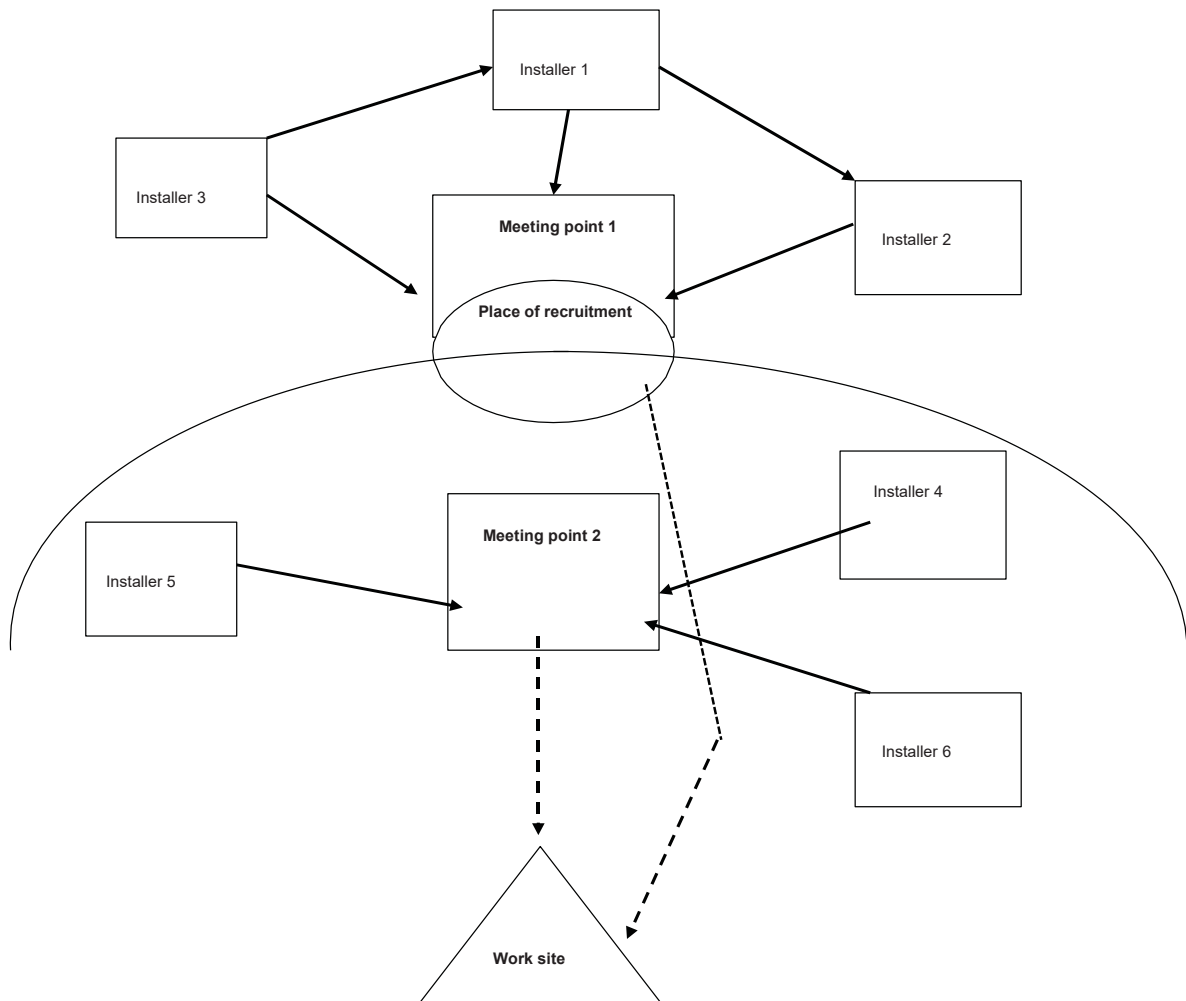 Installer 1
Installer 3
Meeting point 1
Installer 2
Place of recruitment
Installer 4
Meeting point 2
Installer 5
Installer 6
Work site